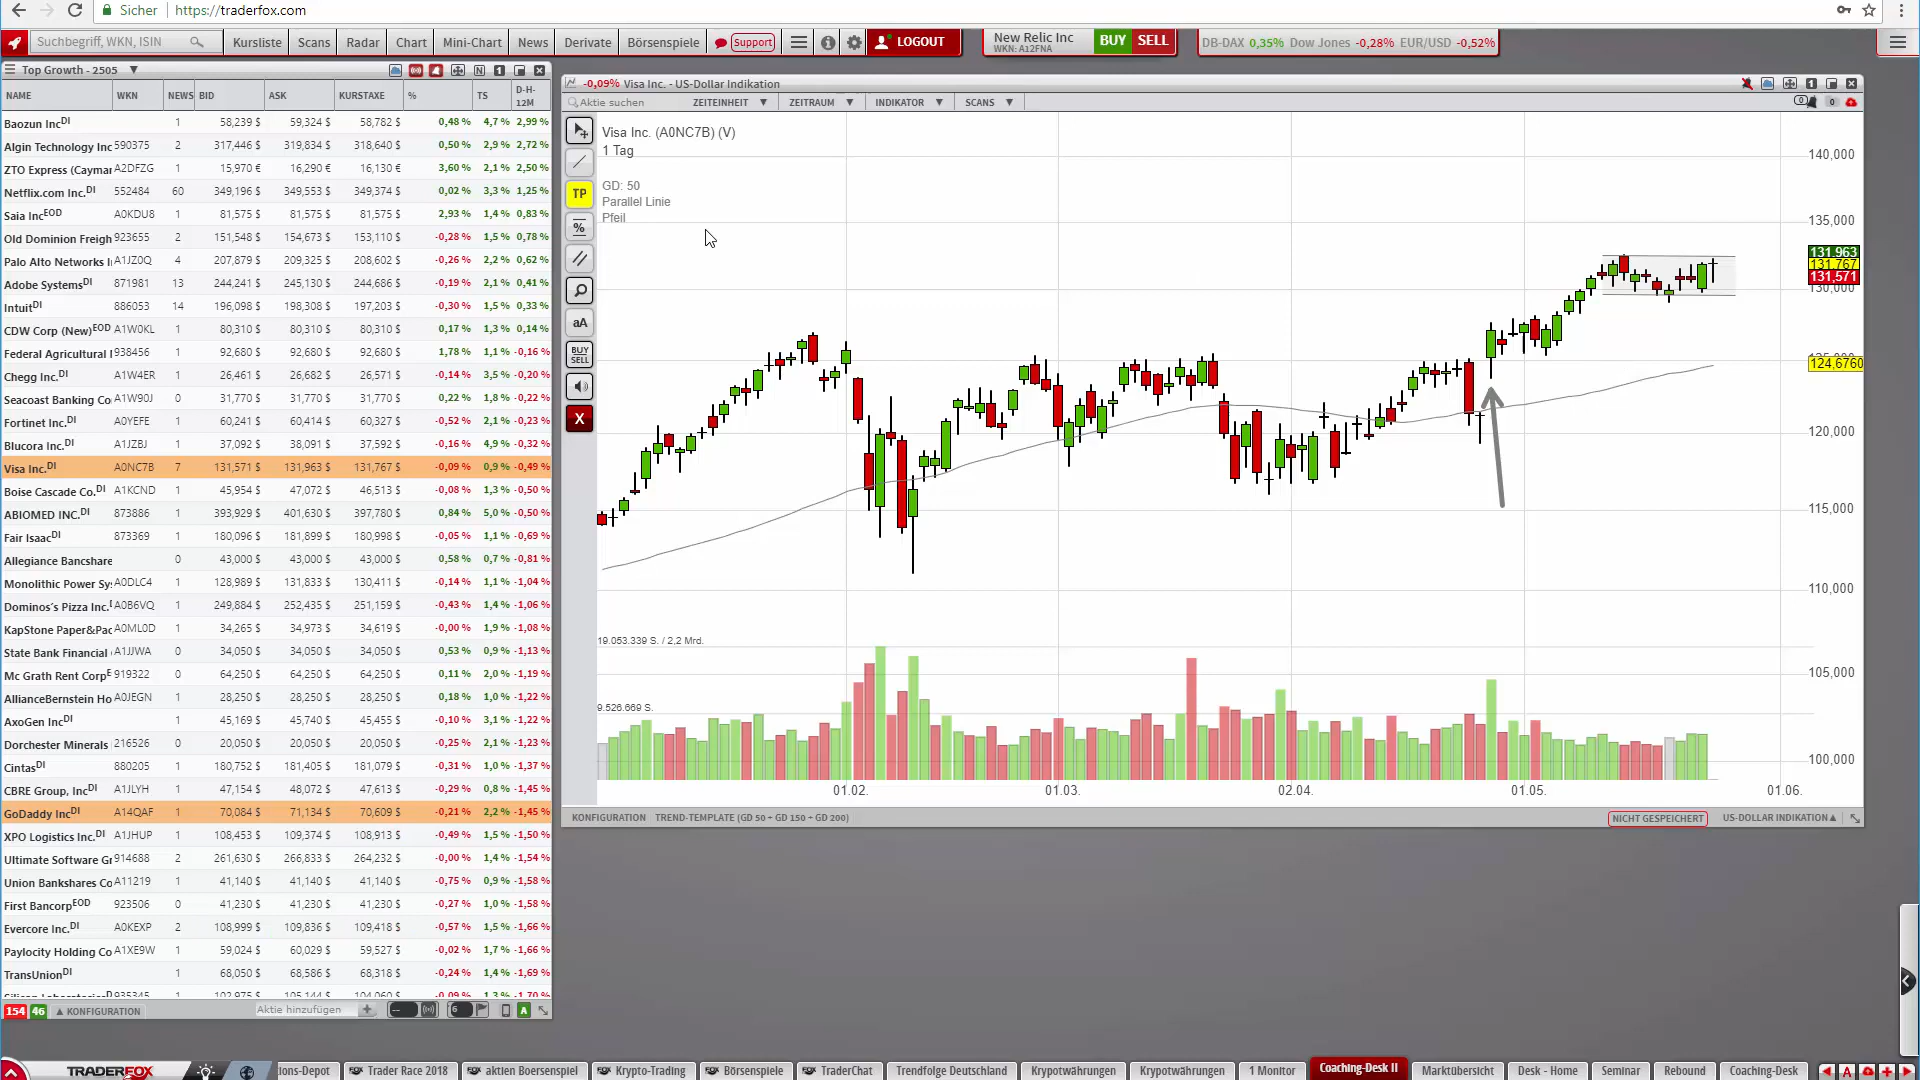 Sicher
https://traderfox.com
Suchbegriff, WKN, ISIN
Kursliste
Scans
Radar
Chart
Mini-Chart
News
Derivate
Börsenspiele
Support
LOGOUT
New Relic Inc
WKN: A12FNA
BUY
SELL
DB-DAX 0,35% Dow Jones -0,28% EUR/USD -0,52%
Top Growth - 2505
NAME WKN NEWS BID ASK KURSTAXE % TS D-H-12M
Baozun Inc DI 1 58,239 $ 59,324 $ 58,782 $ 0,48 % 4,7 % 2,99 %
Algin Technology Inc 590375 2 317,446 $ 319,834 $ 318,640 $ 0,50 % 2,9 % 2,72 %
ZTO Express (Cayman A2DFZG 1 15,970 € 16,290 € 16,130 € 3,60 % 2,1 % 2,50 %
Netflix.com Inc. DI 552484 60 349,196 $ 349,553 $ 349,374 $ 0,02 % 3,3 % 1,25 %
Saia Inc EOD A0KDU8 1 81,575 $ 81,575 $ 81,575 $ 2,93 % 1,4 % 0,83 %
Old Dominion Freigh 923655 2 151,548 $ 154,673 $ 153,110 $ -0,28 % 1,5 % 0,78 %
Palo Alto Networks I A1JZ0Q 4 207,879 $ 209,325 $ 208,602 $ -0,26 % 2,2 % 0,62 %
Adobe Systems DI 871981 13 244,241 $ 245,130 $ 244,686 $ -0,19 % 2,1 % 0,41 %
Intuit DI 886053 14 196,098 $ 198,308 $ 197,203 $ -0,30 % 1,5 % 0,33 %
CDW Corp (New) EOD A1W0KL 1 80,310 $ 80,310 $ 80,310 $ 0,17 % 1,3 % 0,14 %
Federal Agricultural 938456 1 92,680 $ 92,680 $ 92,680 $ 1,78 % 1,1 % -0,16 %
Chegg Inc. DI A1W4ER 1 26,461 $ 26,682 $ 26,571 $ -0,14 % 3,5 % -0,20 %
Seacoast Banking Co A1W90J 0 31,770 $ 31,770 $ 31,770 $ 0,22 % 1,8 % -0,22 %
Fortinet Inc. DI A0YEFE 1 60,241 $ 60,414 $ 60,327 $ -0,52 % 2,1 % -0,23 %
Blucora Inc. DI A1JZBJ 1 37,092 $ 38,091 $ 37,592 $ -0,16 % 4,9 % -0,32 %
Visa Inc. DI A0NC7B 7 131,571 $ 131,963 $ 131,767 $ -0,09 % 0,9 % -0,49 %
Boise Cascade Co. DI A1KCND 1 45,954 $ 47,072 $ 46,513 $ -0,08 % 1,3 % -0,50 %
ABIOMED INC. DI 873886 1 393,929 $ 401,630 $ 397,780 $ 0,84 % 5,0 % -0,50 %
Fair Isaac DI 873369 1 180,096 $ 181,899 $ 180,998 $ -0,05 % 1,1 % -0,69 %
Allegiance Bancshare 0 43,000 $ 43,000 $ 43,000 $ 0,58 % 0,7 % -0,81 %
Monolithic Power Sy A0DLC4 1 128,989 $ 131,833 $ 130,411 $ -0,14 % 1,1 % -1,04 %
Dominos´s Pizza Inc. A0B6VQ 1 249,884 $ 252,435 $ 251,159 $ -0,43 % 1,4 % -1,06 %
KapStone Paper&Pac A0ML0D 1 34,265 $ 34,973 $ 34,619 $ -0,00 % 1,9 % -1,08 %
State Bank Financial A1JJWA 0 34,050 $ 34,050 $ 34,050 $ 0,53 % 0,9 % -1,13 %
Mc Grath Rent Corp E 919322 0 64,250 $ 64,250 $ 64,250 $ 0,11 % 2,0 % -1,19 %
AllianceBernstein Ho A0JEGN 1 28,250 $ 28,250 $ 28,250 $ 0,18 % 1,0 % -1,22 %
AxoGen Inc DI 1 45,169 $ 45,740 $ 45,455 $ -0,10 % 3,1 % -1,22 %
Dorchester Minerals 216526 0 20,050 $ 20,050 $ 20,050 $ -0,25 % 2,1 % -1,23 %
Cintas DI 880205 1 180,752 $ 181,405 $ 181,079 $ -0,31 % 1,0 % -1,37 %
CBRE Group, Inc DI A1JLYH 1 47,154 $ 48,072 $ 47,613 $ -0,29 % 0,8 % -1,45 %
GoDaddy Inc DI A14QAF 1 70,084 $ 71,134 $ 70,609 $ -0,21 % 2,2 % -1,45 %
XPO Logistics Inc. DI A1JHUP 1 108,453 $ 109,374 $ 108,913 $ -0,49 % 1,5 % -1,50 %
Ultimate Software Gr 914688 2 261,630 $ 266,833 $ 264,232 $ -0,00 % 1,4 % -1,54 %
Union Bankshares Co A11219 1 41,140 $ 41,140 $ 41,140 $ -0,75 % 0,9 % -1,58 %
First Bancorp EOD 923506 0 41,230 $ 41,230 $ 41,230 $ -0,27 % 1,0 % -1,58 %
Evercore Inc. DI A0KEXP 2 108,999 $ 109,836 $ 109,418 $ -0,57 % 1,5 % -1,66 %
Paylocity Holding Co A1XE9W 1 59,024 $ 60,029 $ 59,527 $ -0,02 % 1,7 % -1,66 %
TransUnion DI 1 68,050 $ 68,586 $ 68,318 $ -0,24 % 1,4 % -1,69 %
154 46 ▲ KONFIGURATION Aktie hinzufügen -- 6 A
-0,09% Visa Inc. - US-Dollar Indikation
Aktie suchen ZEITEINHEIT ▼ ZEITRAUM ▼ INDIKATOR ▼ SCANS ▼
Visa Inc. (A0NC7B) (V)
1 Tag
GD: 50
Parallel Linie
Pfeil
TP
%
aA
BUY
SELL
X
140,000
135,000
131,963
131,767
131,571
130,000
125,000
124,6760
120,000
115,000
110,000
105,000
100,000
19.053.339 S. / 2,2 Mrd.
9.526.669 S.
01.02. 01.03. 02.04. 01.05. 01.06.
KONFIGURATION TREND-TEMPLATE (GD 50 + GD 150 + GD 200) NICHT GESPEICHERT US-DOLLAR INDIKATION▲
TRADERFOX
ions-Depot
Trader Race 2018
aktien Boersenspiel
Krypto-Trading
Börsenspiele
TraderChat
Trendfolge Deutschland
Krypotwährungen
Krypotwährungen
1 Monitor
Coaching-Desk II
Marktübersicht
Desk - Home
Seminar
Rebound
Coaching-Desk
A